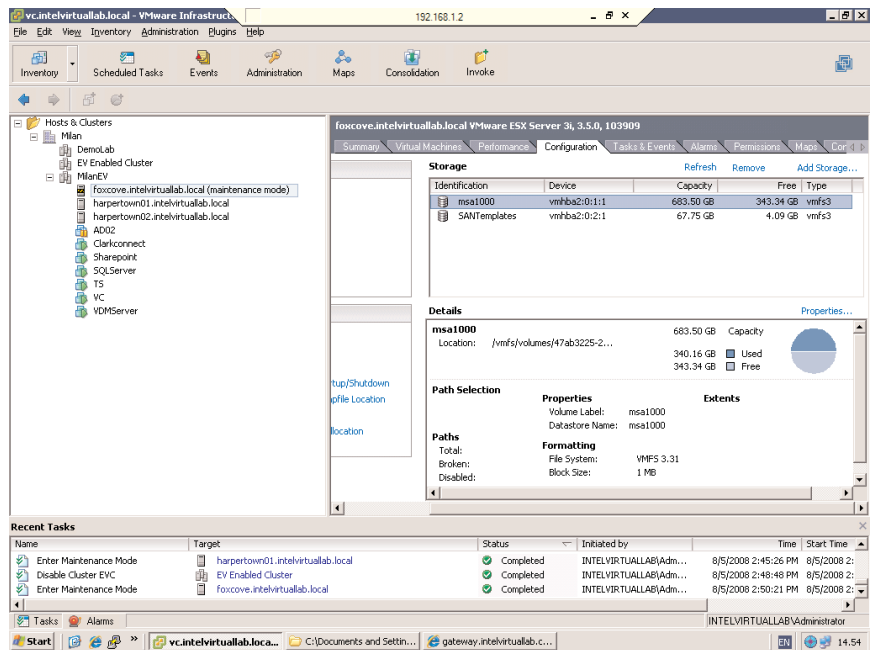 vc.intelvirtuallab.local - VMware Infrastruct
192.168.1.2
File Edit View Inventory Administration Plugins Help
Inventory Scheduled Tasks Events Administration Maps Consolidation Invoke
Hosts & Clusters
Milan
DemoLab
EV Enabled Cluster
MilanEV
foxcove.intelvirtuallab.local (maintenance mode)
harpertown01.intelvirtuallab.local
harpertown02.intelvirtuallab.local
AD02
Clarkconnect
Sharepoint
SQLServer
TS
VC
VDMServer
foxcove.intelvirtuallab.local VMware ESX Server 3i, 3.5.0, 103909
Summary Virtual Machines Performance Configuration Tasks & Events Alarms Permissions Maps Cor
Storage Refresh Remove Add Storage...
Identification Device Capacity Free Type
msa1000 vmhba2:0:1:1 683.50 GB 343.34 GB vmfs3
SANTemplates vmhba2:0:2:1 67.75 GB 4.09 GB vmfs3
Details Properties...
msa1000 683.50 GB Capacity
Location: /vmfs/volumes/47ab3225-2...
340.16 GB Used
343.34 GB Free
tup/Shutdown
pfile Location
llocation
Path Selection
Properties Extents
Volume Label: msa1000
Datastore Name: msa1000
Paths
Total:
Broken:
Disabled:
Formatting
File System: VMFS 3.31
Block Size: 1 MB
Recent Tasks
Name Target Status Initiated by Time Start Time
Enter Maintenance Mode harpertown01.intelvirtuallab.local Completed INTELVIRTUALLAB\Adm... 8/5/2008 2:45:26 PM 8/5/2008 2:
Disable Cluster EVC EV Enabled Cluster Completed INTELVIRTUALLAB\Adm... 8/5/2008 2:48:48 PM 8/5/2008 2:
Enter Maintenance Mode foxcove.intelvirtuallab.local Completed INTELVIRTUALLAB\Adm... 8/5/2008 2:50:21 PM 8/5/2008 2:
Tasks Alarms INTELVIRTUALLAB\Administrator
Start » vc.intelvirtuallab.loca... C:\Documents and Settin... gateway.intelvirtuallab.c... EN 14.54